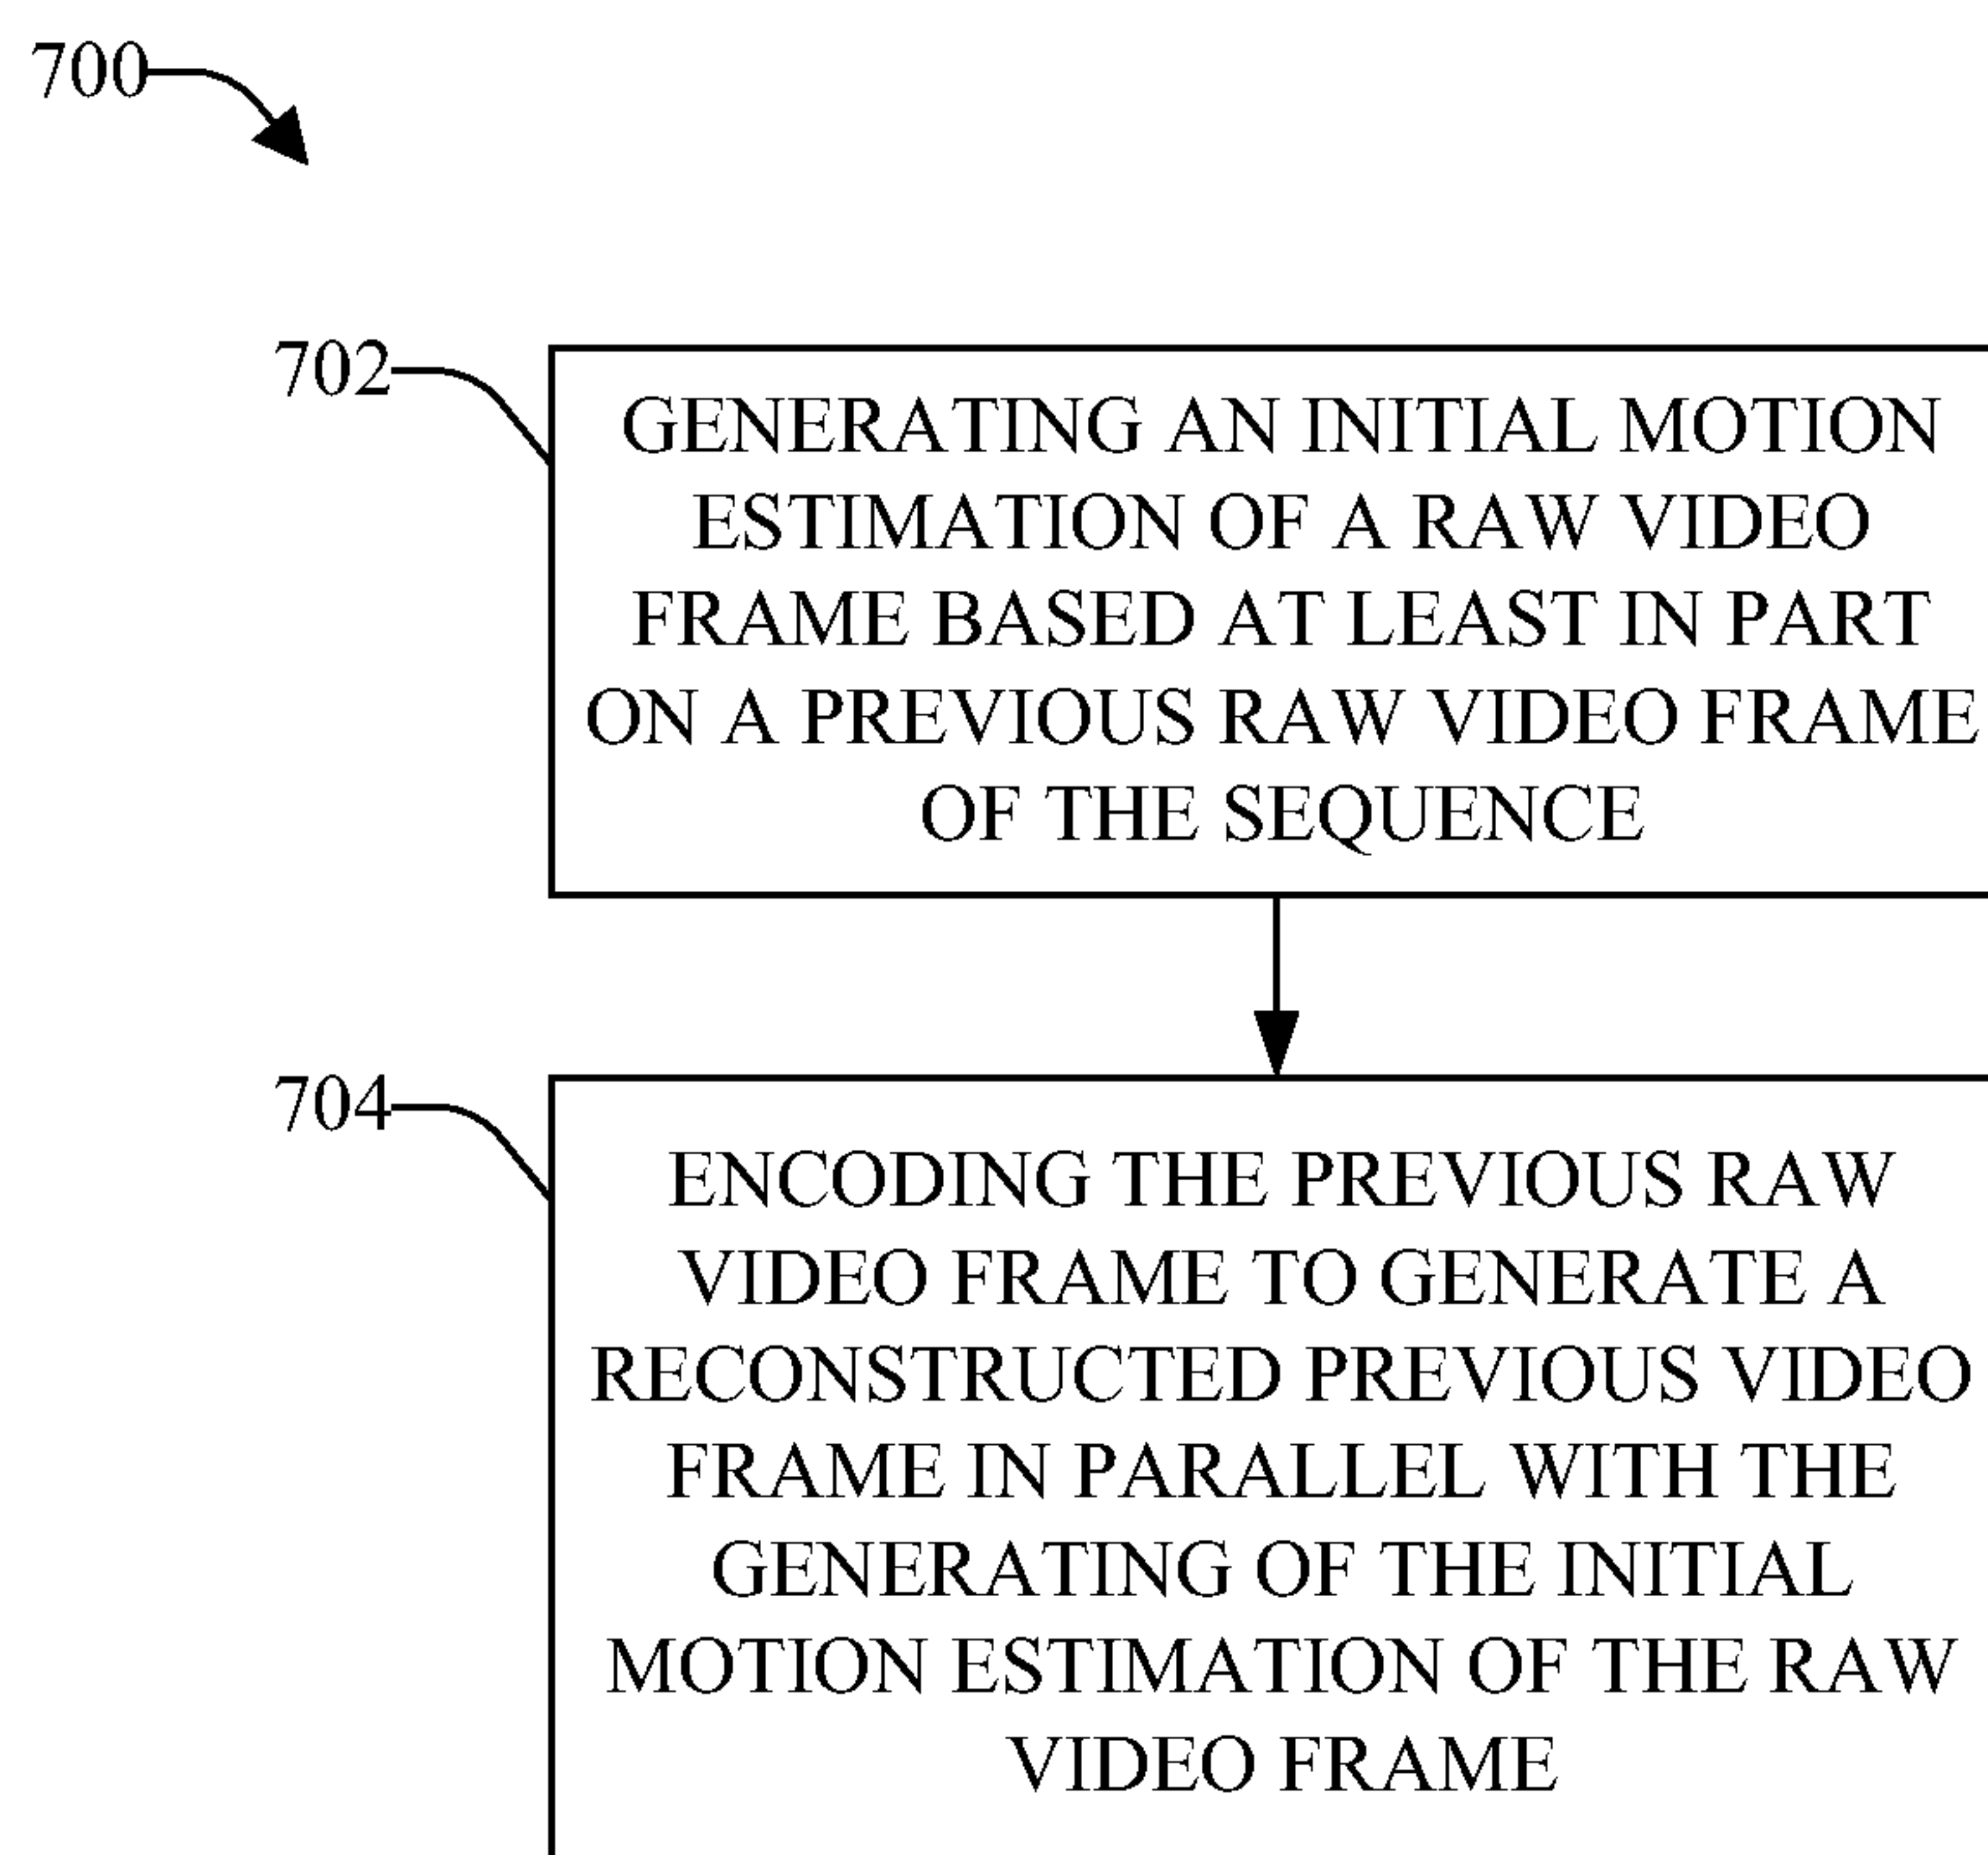 700
702
GENERATING AN INITIAL MOTION
ESTIMATION OF A RAW VIDEO
FRAME BASED AT LEAST IN PART
ON A PREVIOUS RAW VIDEO FRAME
OF THE SEQUENCE
704
ENCODING THE PREVIOUS RAW
VIDEO FRAME TO GENERATE A
RECONSTRUCTED PREVIOUS VIDEO
FRAME IN PARALLEL WITH THE
GENERATING OF THE INITIAL
MOTION ESTIMATION OF THE RAW
VIDEO FRAME